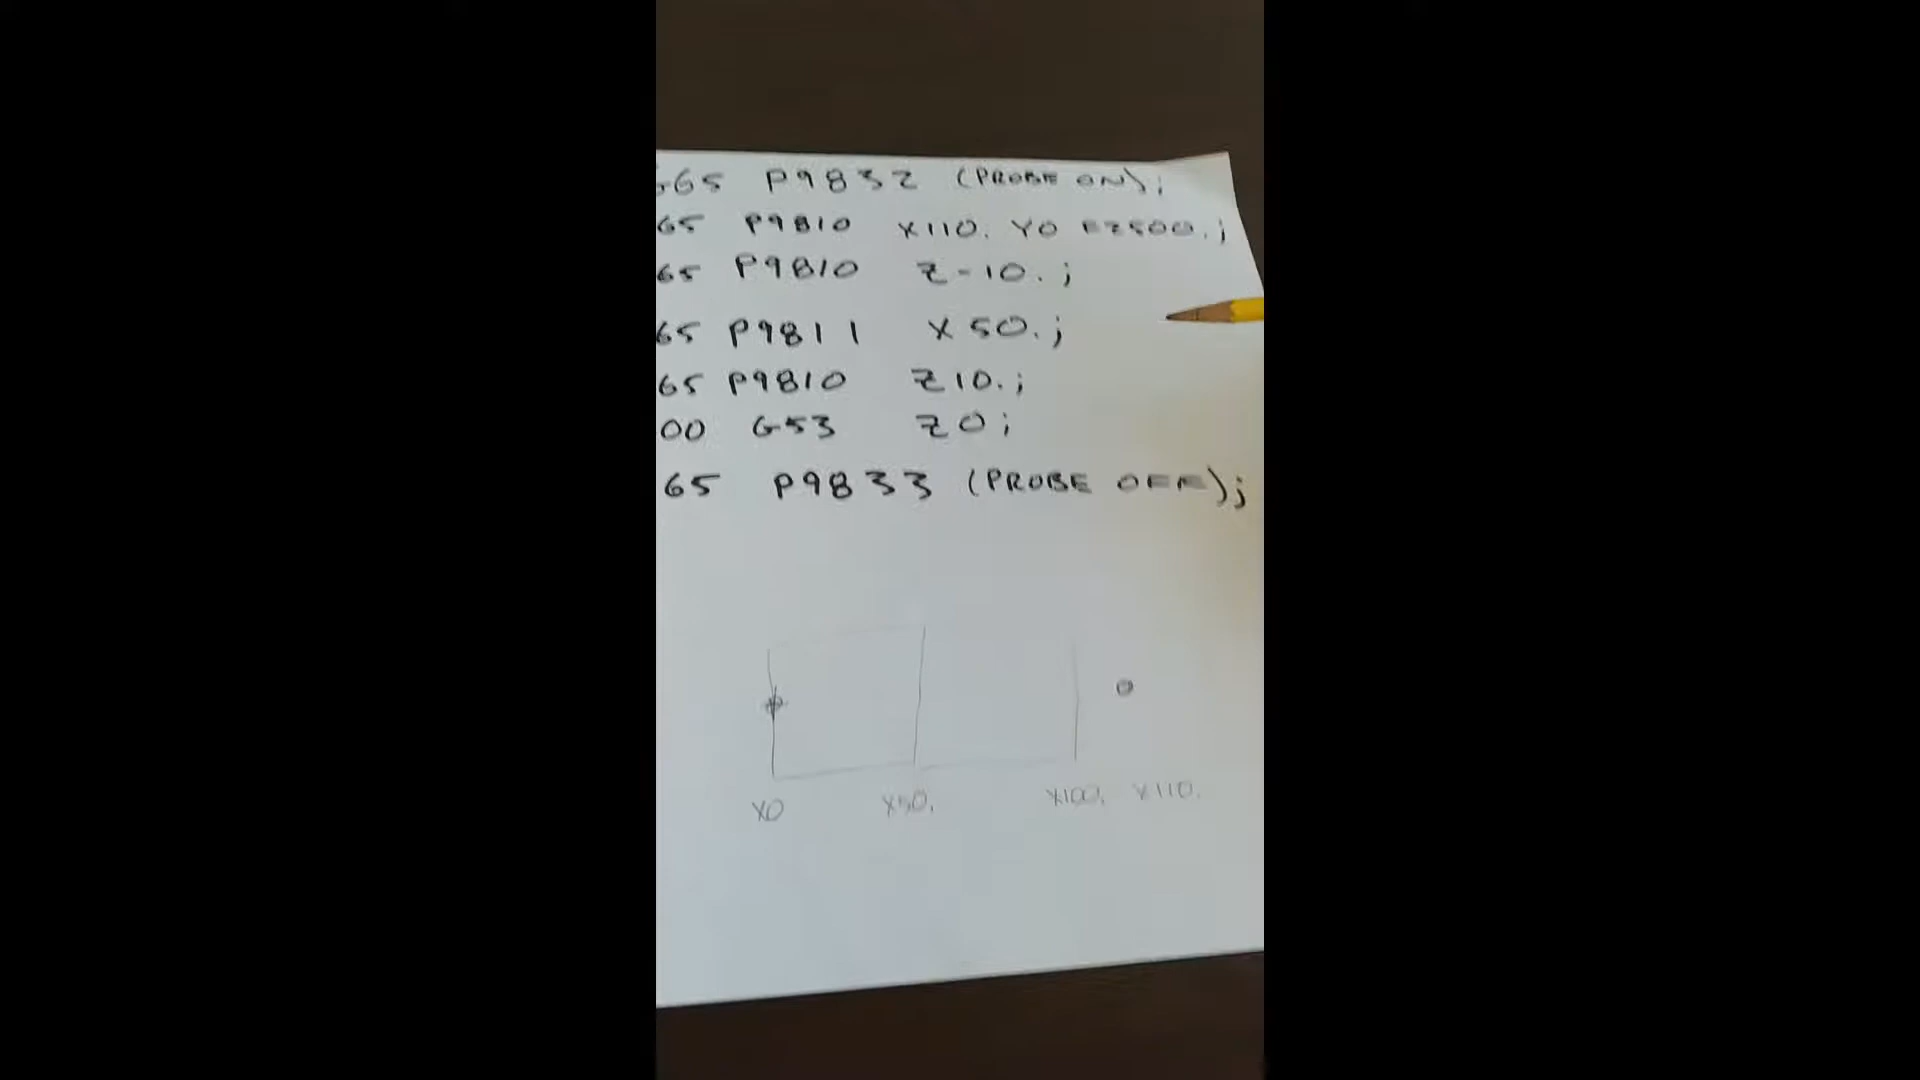 G65 P9832 (PROBE ON);
65 P9810 X110. Y0 F2500.;
65 P9810 Z-10.;
65 P9811 X50.;
65 P9810 Z10.;
00 G53 Z0;
65 P9833 (PROBE OFF);
X0 X50. X100. X110.